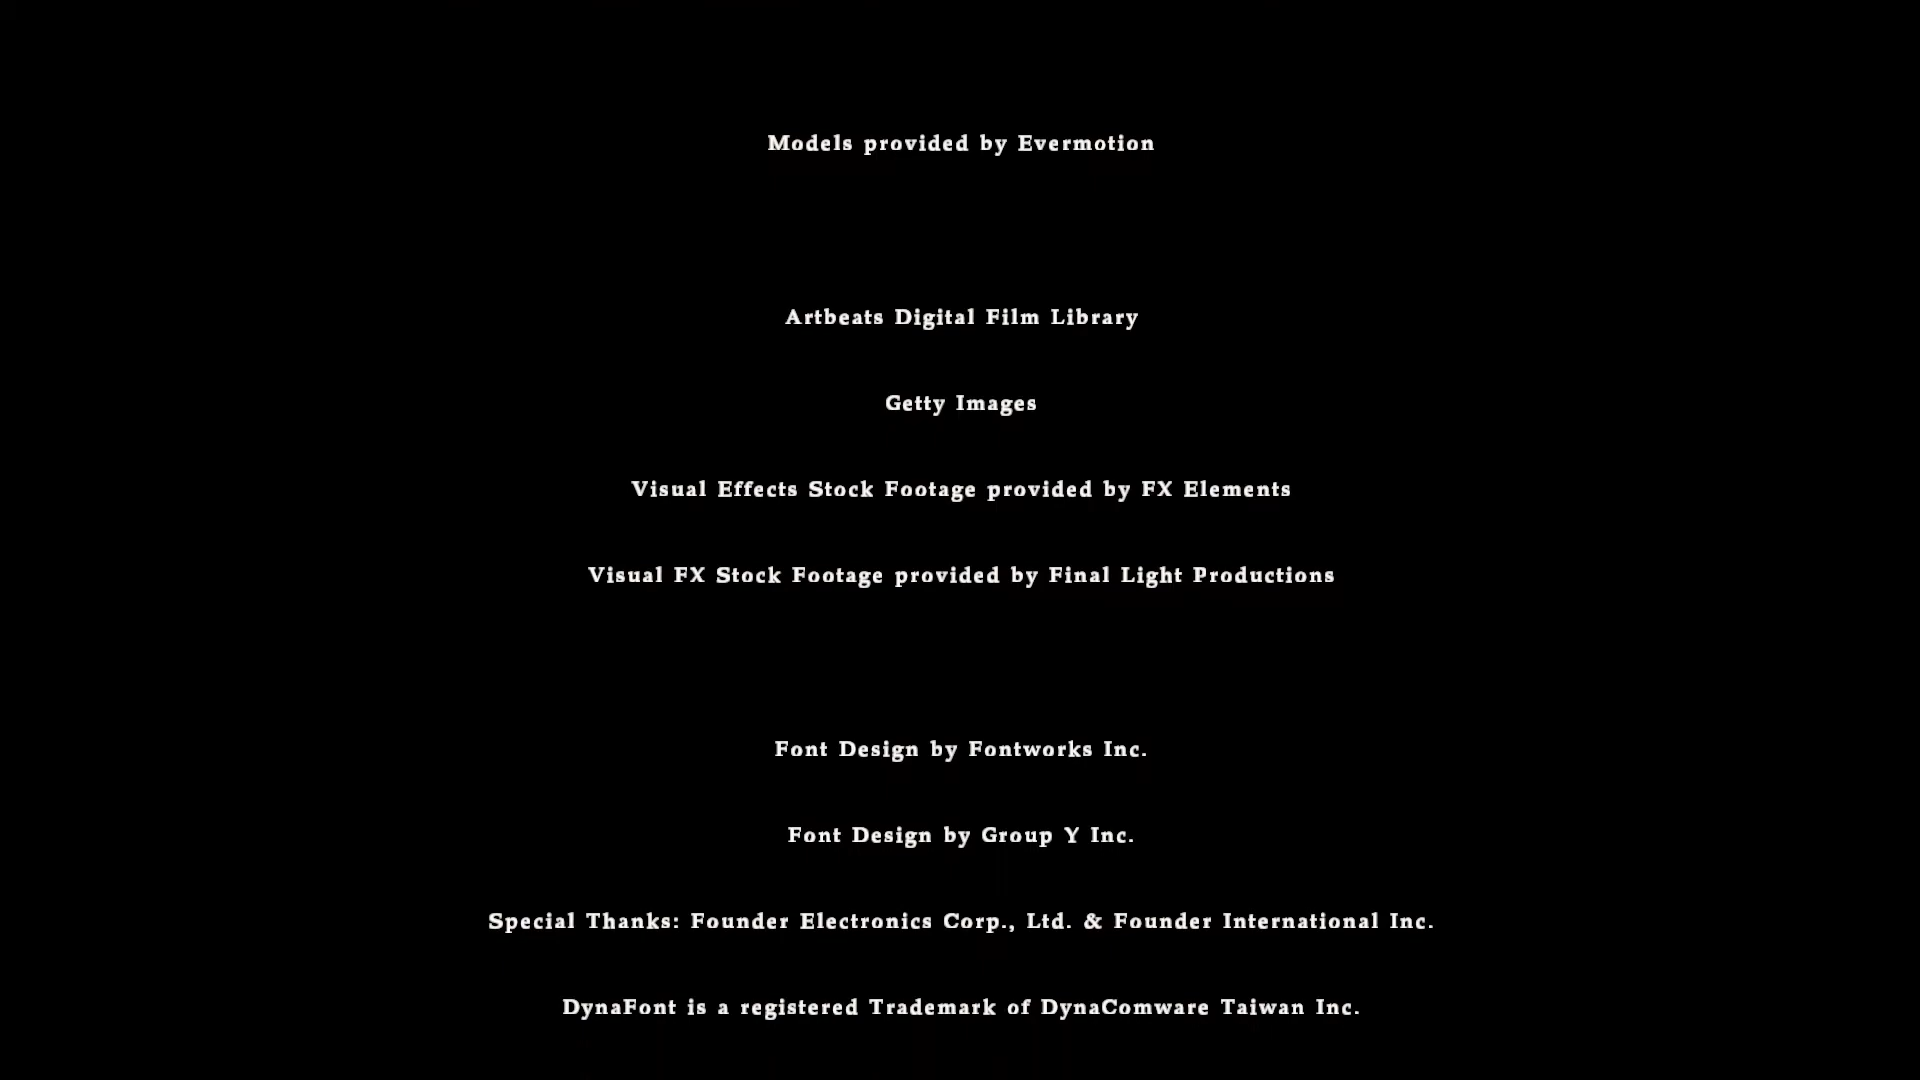 Models provided by Evermotion
Artbeats Digital Film Library
Getty Images
Visual Effects Stock Footage provided by FX Elements
Visual FX Stock Footage provided by Final Light Productions
Font Design by Fontworks Inc.
Font Design by Group Y Inc.
Special Thanks: Founder Electronics Corp., Ltd. & Founder International Inc.
DynaFont is a registered Trademark of DynaComware Taiwan Inc.